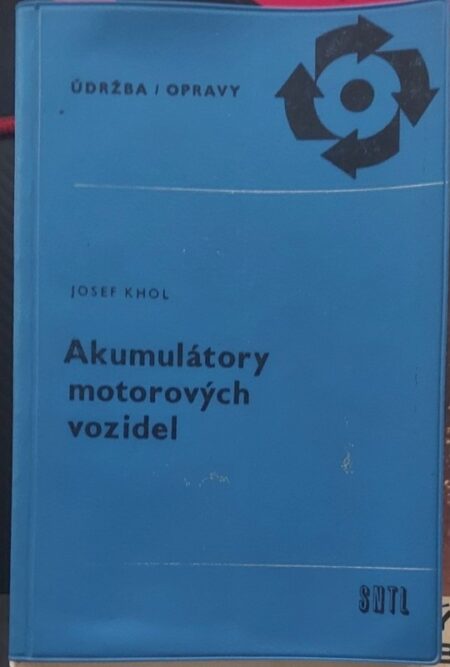 ÚDRŽBA / OPRAVY
JOSEF KHOL
Akumulátory
motorových
vozidel
SNTL